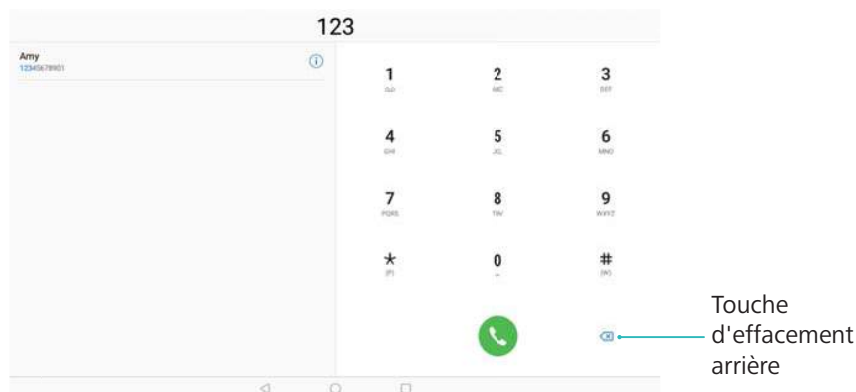 123
Amy
12345678901
1 2 3
DEF
4 5 6
GHI JKL MNO
7 8 9
PQRS TUV WXYZ
* 0 #
(P) (W)
Touche
d'effacement
arrière